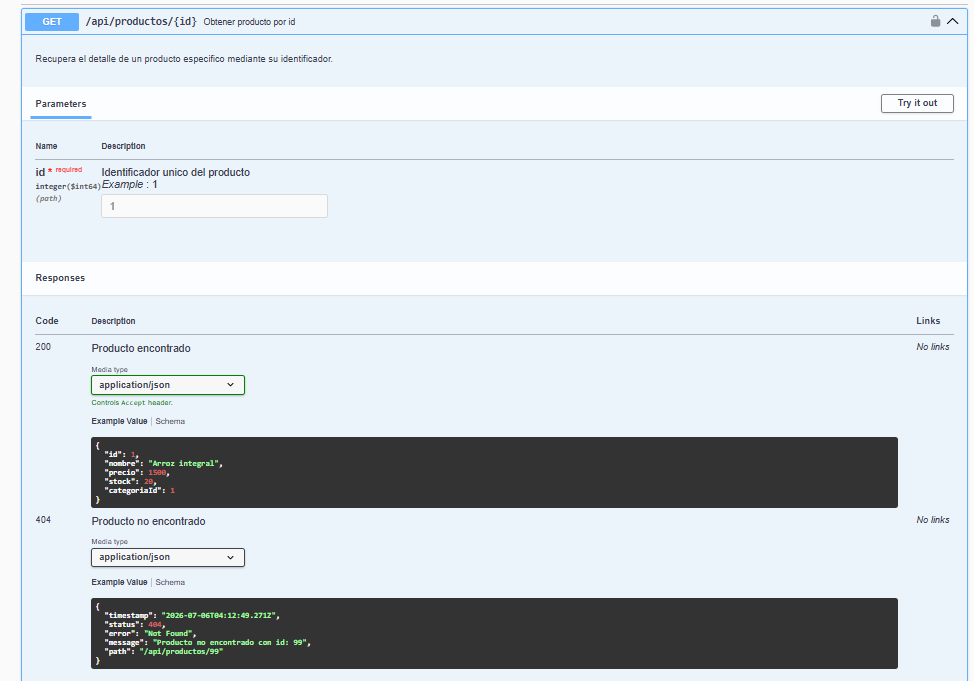 GET /api/productos/{id} Obtener producto por id
Recupera el detalle de un producto especifico mediante su identificador.
Parameters
Try it out
Name Description
id * required
integer($int64)
(path)
Identificador unico del producto
Example : 1
1
Responses
Code Description Links
200 Producto encontrado No links
Media type
application/json
Controls Accept header.
Example Value | Schema
{
"id": 1,
"nombre": "Arroz integral",
"precio": 1500,
"stock": 20,
"categoriaId": 1
}
404 Producto no encontrado No links
Media type
application/json
Example Value | Schema
{
"timestamp": "2026-07-06T04:12:49.271Z",
"status": 404,
"error": "Not Found",
"message": "Producto no encontrado con id: 99",
"path": "/api/productos/99"
}